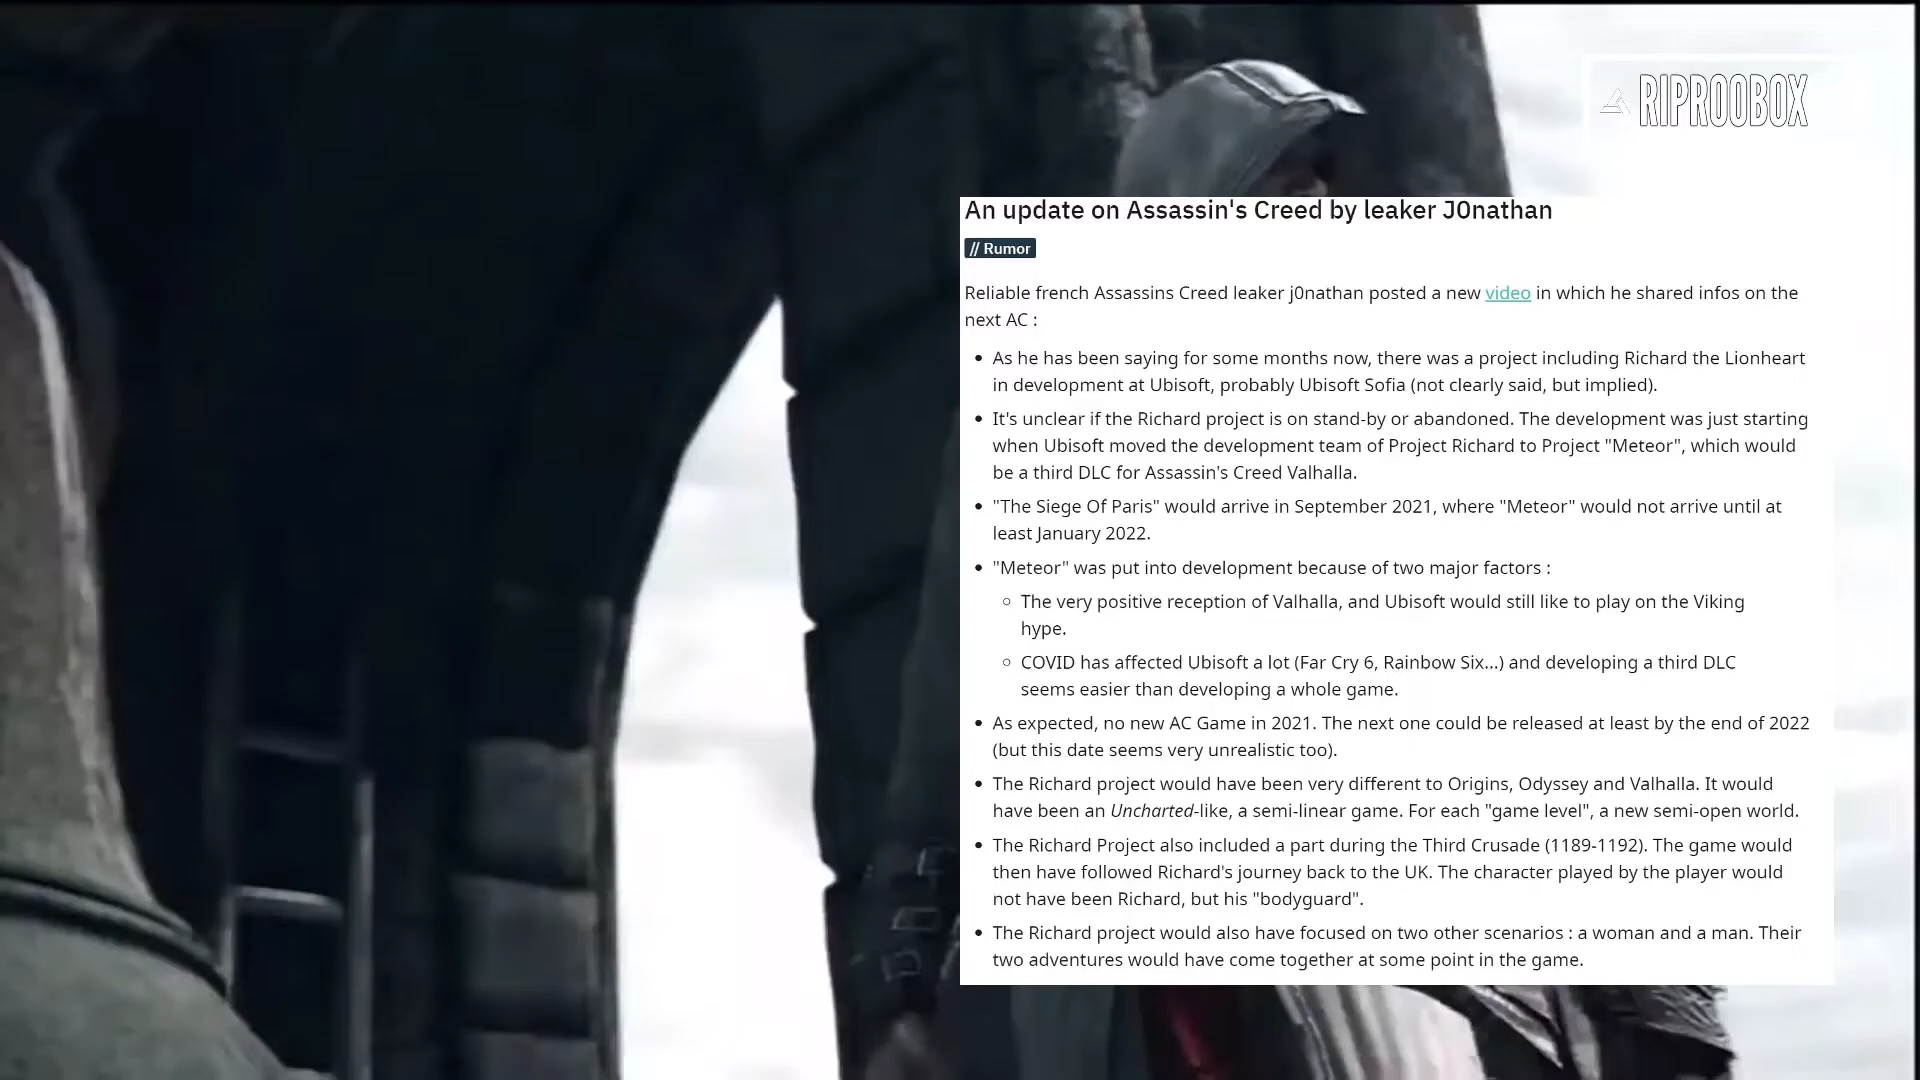 RIPROOBOX
An update on Assassin's Creed by leaker J0nathan
// Rumor
Reliable french Assassins Creed leaker j0nathan posted a new video in which he shared infos on the
next AC :
• As he has been saying for some months now, there was a project including Richard the Lionheart
in development at Ubisoft, probably Ubisoft Sofia (not clearly said, but implied).
• It's unclear if the Richard project is on stand-by or abandoned. The development was just starting
when Ubisoft moved the development team of Project Richard to Project "Meteor", which would
be a third DLC for Assassin's Creed Valhalla.
• "The Siege Of Paris" would arrive in September 2021, where "Meteor" would not arrive until at
least January 2022.
• "Meteor" was put into development because of two major factors :
◦ The very positive reception of Valhalla, and Ubisoft would still like to play on the Viking
hype.
◦ COVID has affected Ubisoft a lot (Far Cry 6, Rainbow Six...) and developing a third DLC
seems easier than developing a whole game.
• As expected, no new AC Game in 2021. The next one could be released at least by the end of 2022
(but this date seems very unrealistic too).
• The Richard project would have been very different to Origins, Odyssey and Valhalla. It would
have been an Uncharted-like, a semi-linear game. For each "game level", a new semi-open world.
• The Richard Project also included a part during the Third Crusade (1189-1192). The game would
then have followed Richard's journey back to the UK. The character played by the player would
not have been Richard, but his "bodyguard".
• The Richard project would also have focused on two other scenarios : a woman and a man. Their
two adventures would have come together at some point in the game.